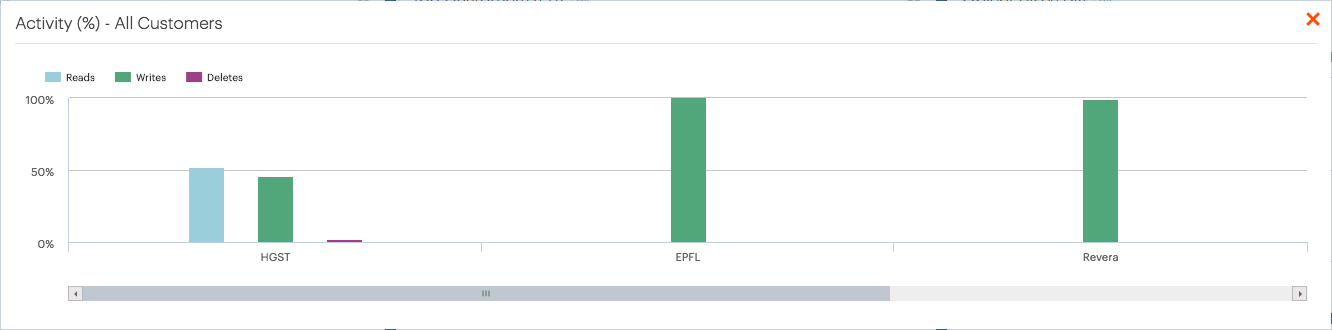 Activity (%) - All Customers
Reads Writes Deletes
100%
50%
0%
HGST EPFL Revera